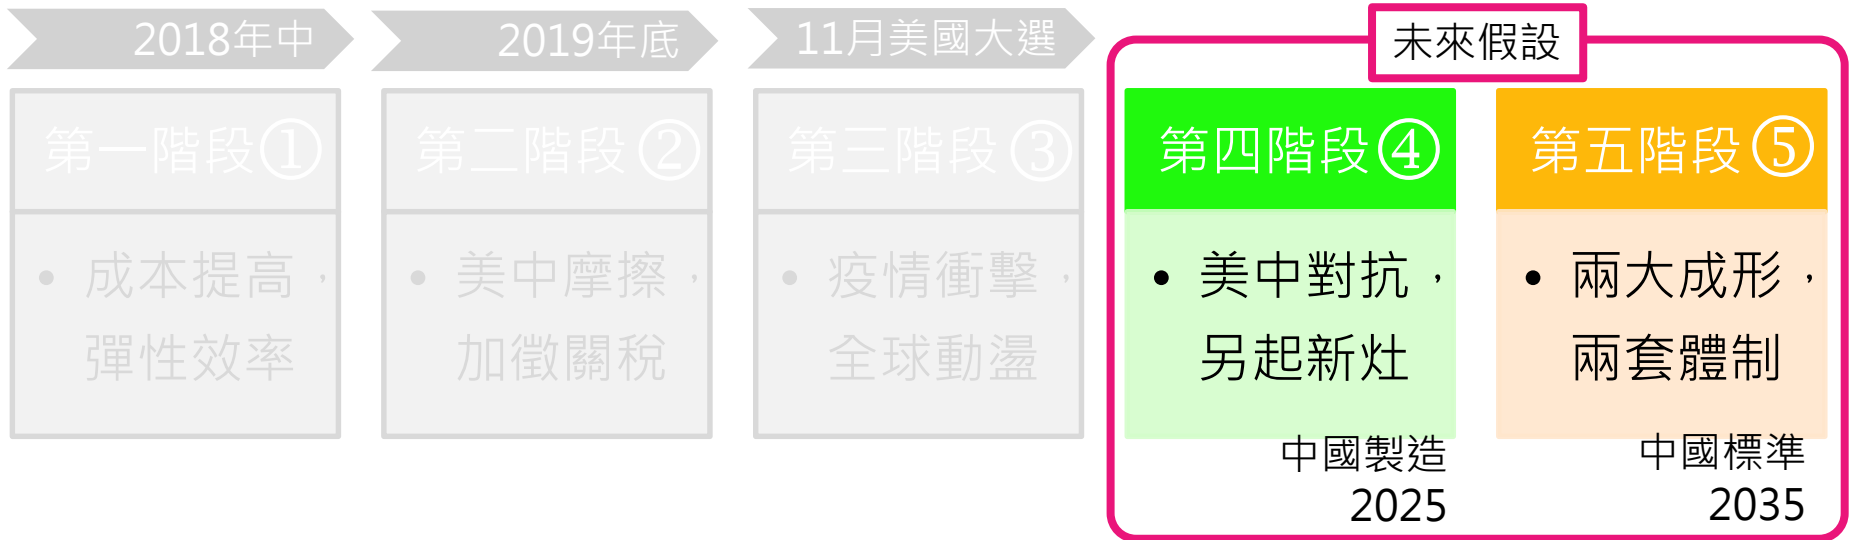 2018年中
2019年底
11月美國大選
未來假設
第一階段①
• 成本提高，
彈性效率
第二階段②
• 美中摩擦，
加徵關稅
第三階段③
• 疫情衝擊，
全球動盪
第四階段④
• 美中對抗，
另起新灶
中國製造
2025
第五階段⑤
• 兩大成形，
兩套體制
中國標準
2035